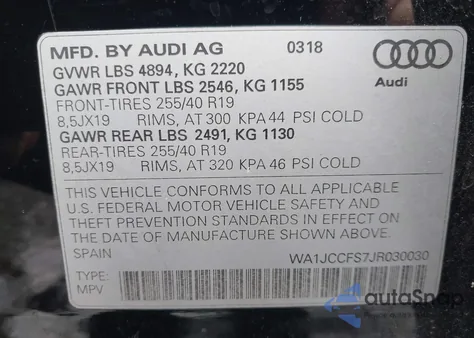 MFD. BY AUDI AG 0318
GVWR LBS 4894, KG 2220
GAWR FRONT LBS 2546, KG 1155
FRONT-TIRES 255/40 R19
8,5JX19 RIMS, AT 300 KPA 44 PSI COLD
GAWR REAR LBS 2491, KG 1130
REAR-TIRES 255/40 R19
8,5JX19 RIMS, AT 320 KPA 46 PSI COLD
Audi
THIS VEHICLE CONFORMS TO ALL APPLICABLE
U.S. FEDERAL MOTOR VEHICLE SAFETY AND
THEFT PREVENTION STANDARDS IN EFFECT ON
THE DATE OF MANUFACTURE SHOWN ABOVE.
SPAIN WA1JCCFS7JR030030
TYPE:
MPV
autoSnap